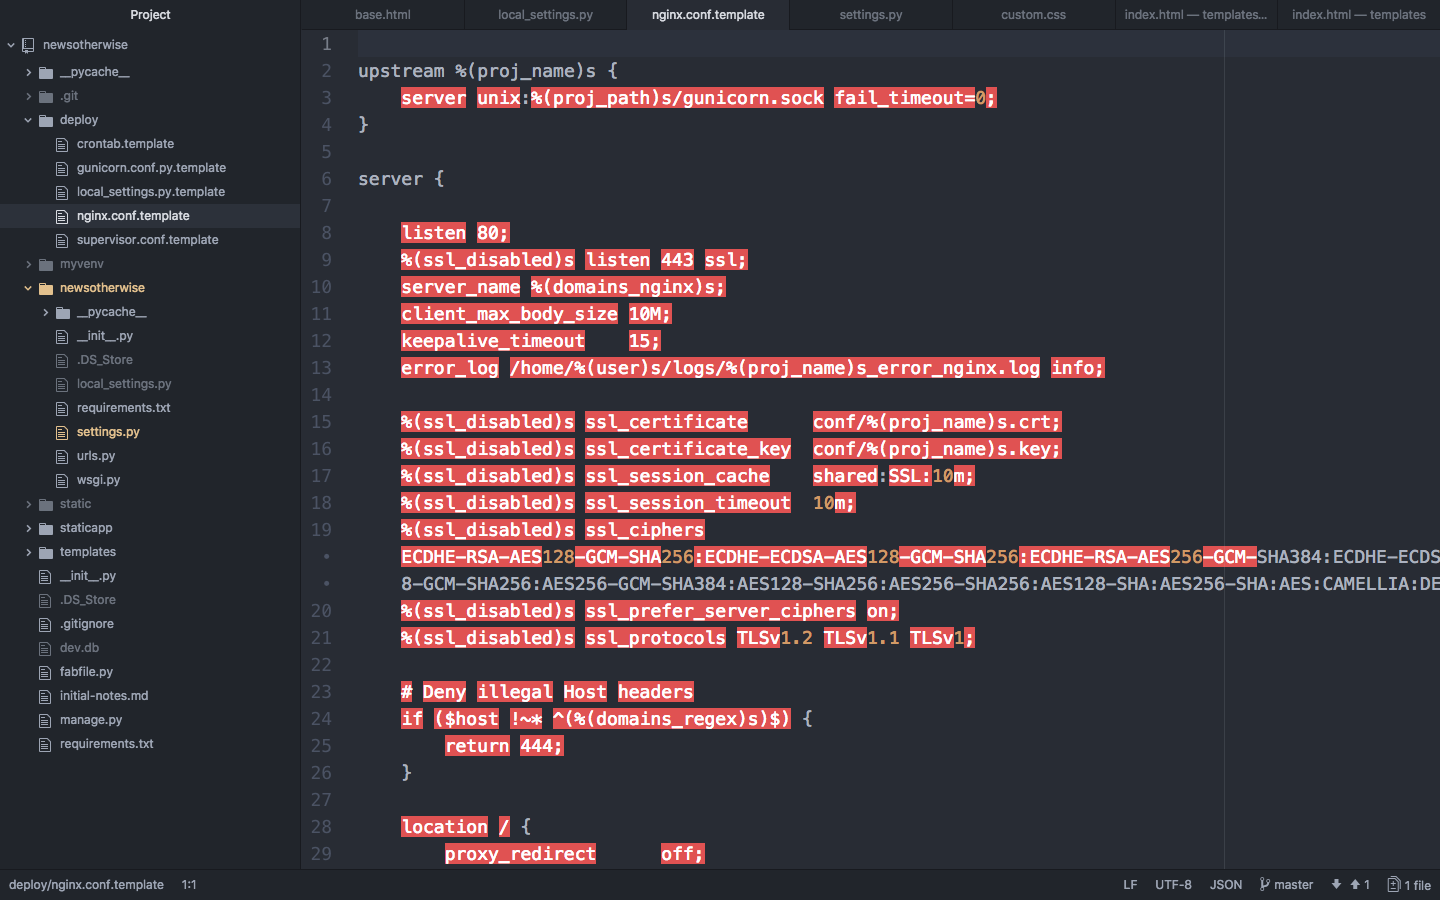 Project
base.html
local_settings.py
nginx.conf.template
settings.py
custom.css
index.html — templates...
index.html — templates
newsotherwise
__pycache__
.git
deploy
crontab.template
gunicorn.conf.py.template
local_settings.py.template
nginx.conf.template
supervisor.conf.template
myvenv
newsotherwise
__pycache__
__init__.py
.DS_Store
local_settings.py
requirements.txt
settings.py
urls.py
wsgi.py
static
staticapp
templates
__init__.py
.DS_Store
.gitignore
dev.db
fabfile.py
initial-notes.md
manage.py
requirements.txt
1
2 upstream %(proj_name)s {
3 server unix:%(proj_path)s/gunicorn.sock fail_timeout=0;
4 }
5
6 server {
7
8 listen 80;
9 %(ssl_disabled)s listen 443 ssl;
10 server_name %(domains_nginx)s;
11 client_max_body_size 10M;
12 keepalive_timeout 15;
13 error_log /home/%(user)s/logs/%(proj_name)s_error_nginx.log info;
14
15 %(ssl_disabled)s ssl_certificate conf/%(proj_name)s.crt;
16 %(ssl_disabled)s ssl_certificate_key conf/%(proj_name)s.key;
17 %(ssl_disabled)s ssl_session_cache shared:SSL:10m;
18 %(ssl_disabled)s ssl_session_timeout 10m;
19 %(ssl_disabled)s ssl_ciphers
• ECDHE-RSA-AES128-GCM-SHA256:ECDHE-ECDSA-AES128-GCM-SHA256:ECDHE-RSA-AES256-GCM-SHA384:ECDHE-ECDS
• 8-GCM-SHA256:AES256-GCM-SHA384:AES128-SHA256:AES256-SHA256:AES128-SHA:AES256-SHA:AES:CAMELLIA:DE
20 %(ssl_disabled)s ssl_prefer_server_ciphers on;
21 %(ssl_disabled)s ssl_protocols TLSv1.2 TLSv1.1 TLSv1;
22
23 # Deny illegal Host headers
24 if ($host !~* ^(%(domains_regex)s)$) {
25 return 444;
26 }
27
28 location / {
29 proxy_redirect off;
deploy/nginx.conf.template 1:1
LF UTF-8 JSON master 1 1 file